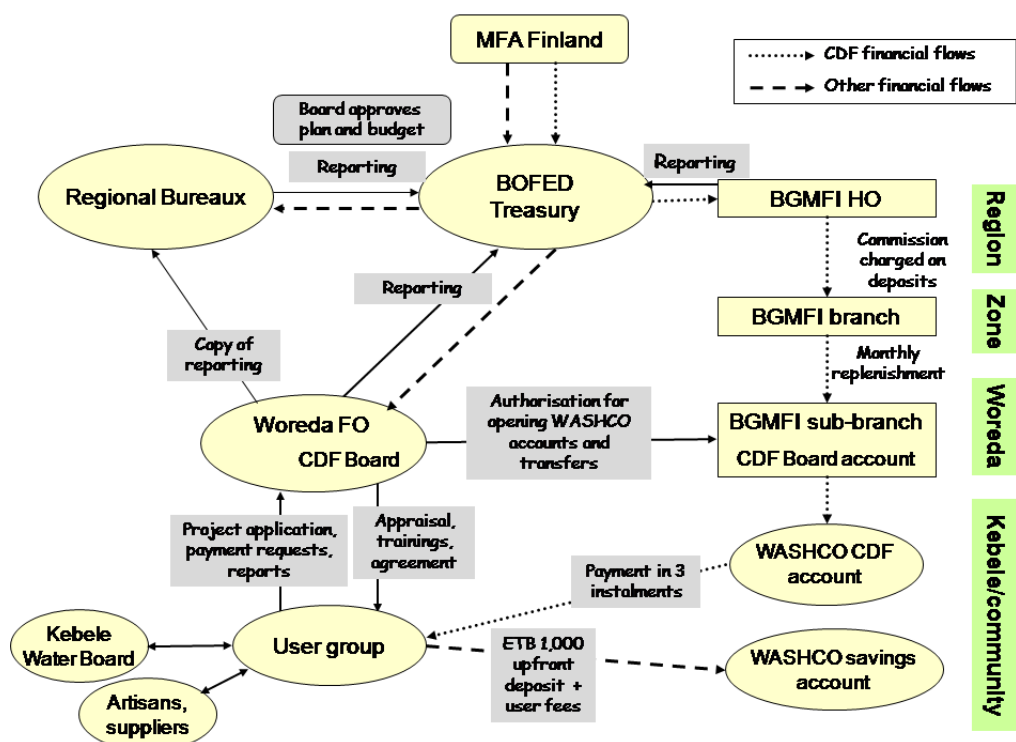 MFA Finland
CDF financial flows
Other financial flows
Board approves
plan and budget
Reporting
Reporting
Regional Bureaux
BOFED
Treasury
BGMFI HO
Region
Commission
charged on
deposits
Reporting
Zone
BGMFI branch
Copy of
reporting
Monthly
replenishment
Woreda
Authorisation for
opening WASHCO
accounts and
transfers
Woreda FO
CDF Board
BGMFI sub-branch
CDF Board account
Project application,
payment requests,
reports
Appraisal,
trainings,
agreement
Kebele/community
WASHCO CDF
account
Payment in 3
instalments
Kebele
Water Board
User group
ETB 1,000
upfront
deposit +
user fees
WASHCO savings
account
Artisans,
suppliers